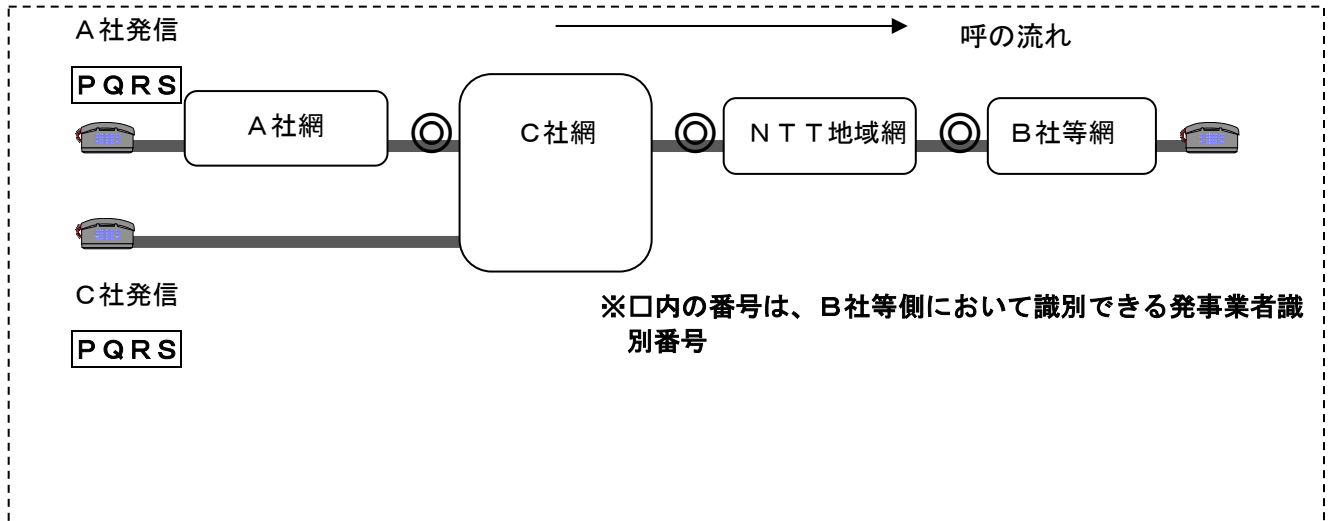 A社発信
呼の流れ
PQRS
A社網
C社網
NTT地域網
B社等網
C社発信
※□内の番号は、B社等側において識別できる発事業者識
別番号
PQRS